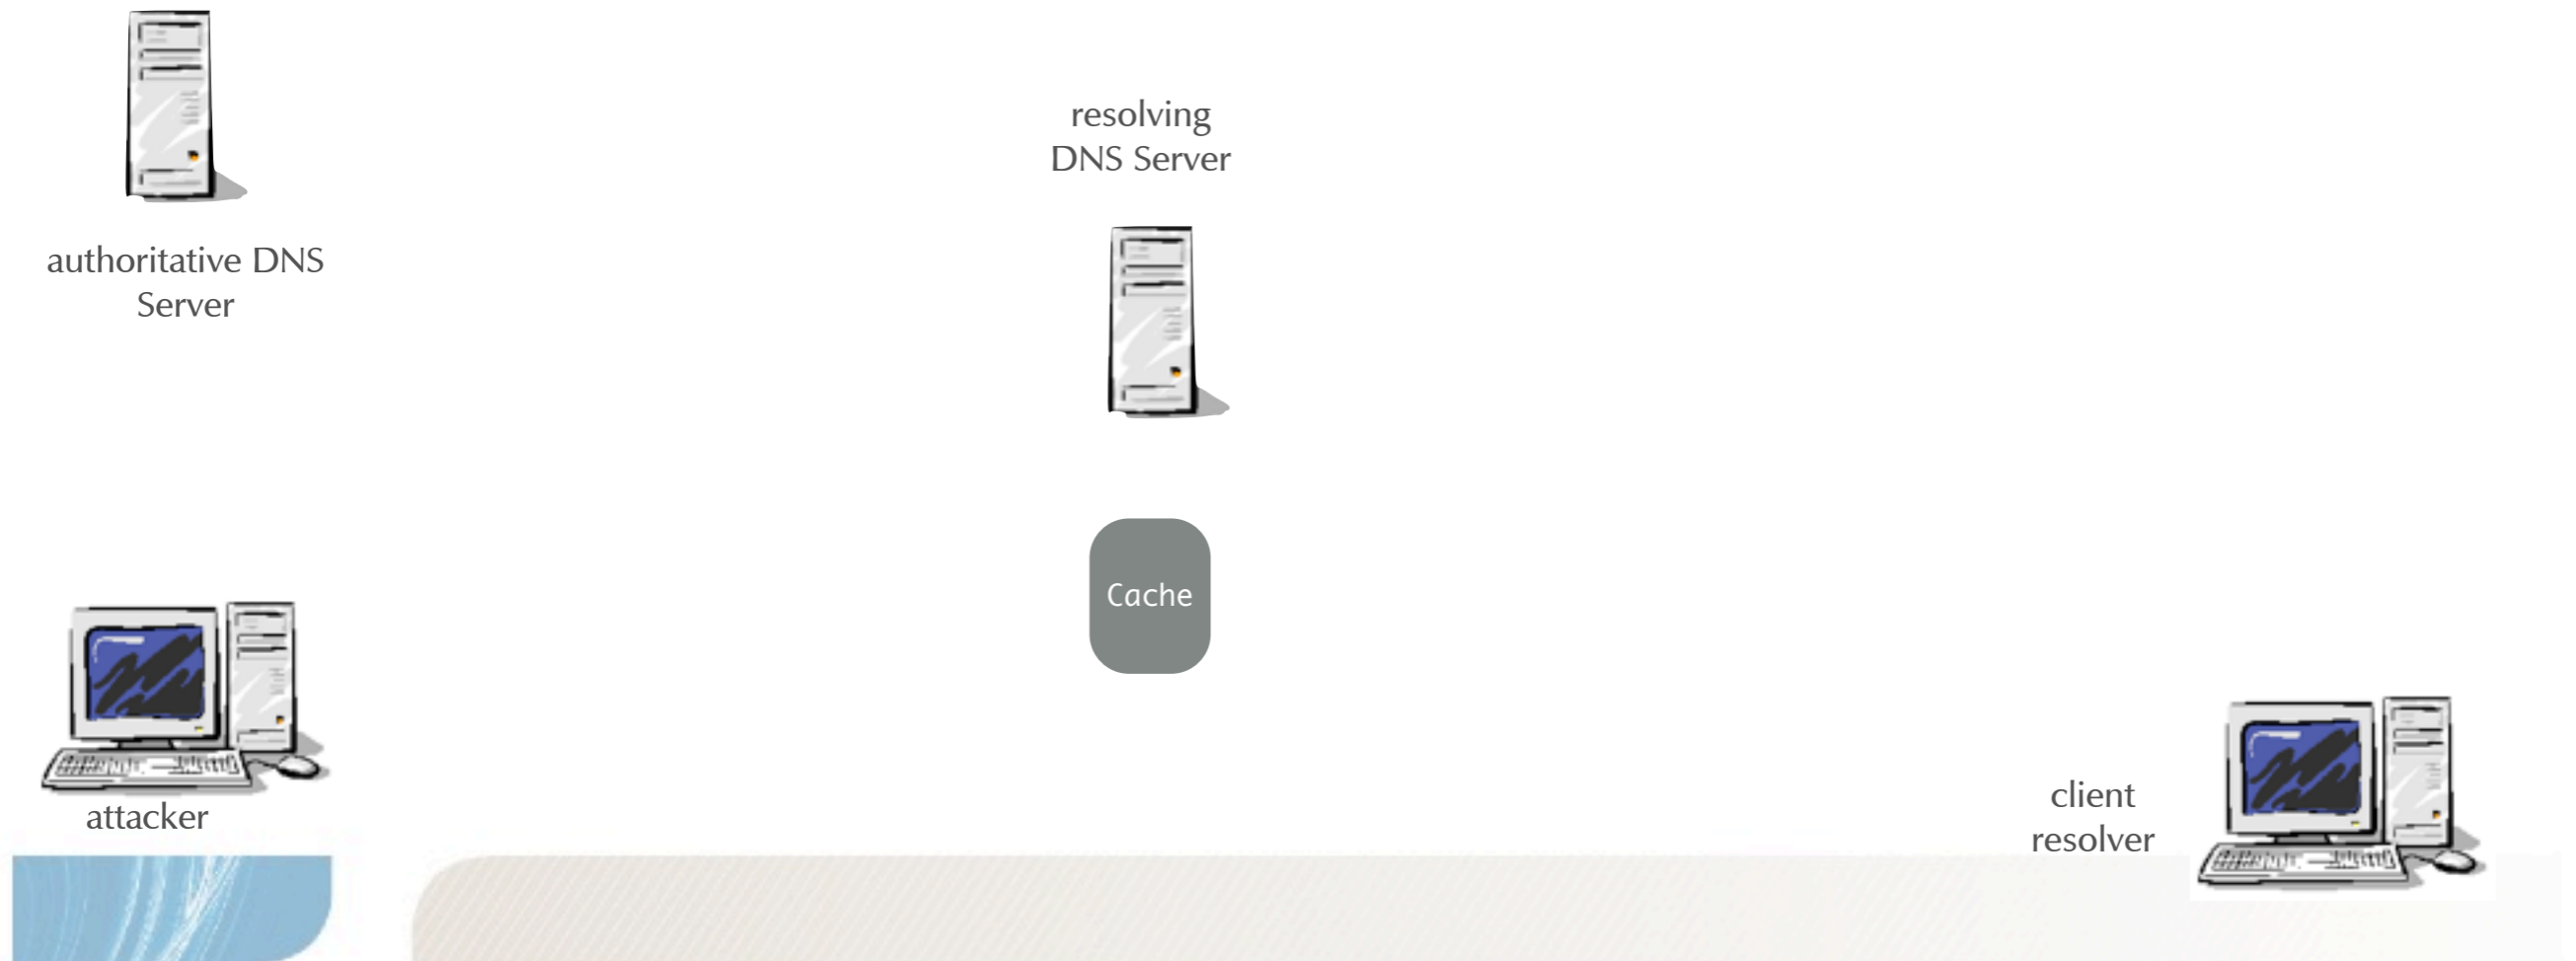 resolving
DNS Server
authoritative DNS
Server
Cache
attacker
client
resolver